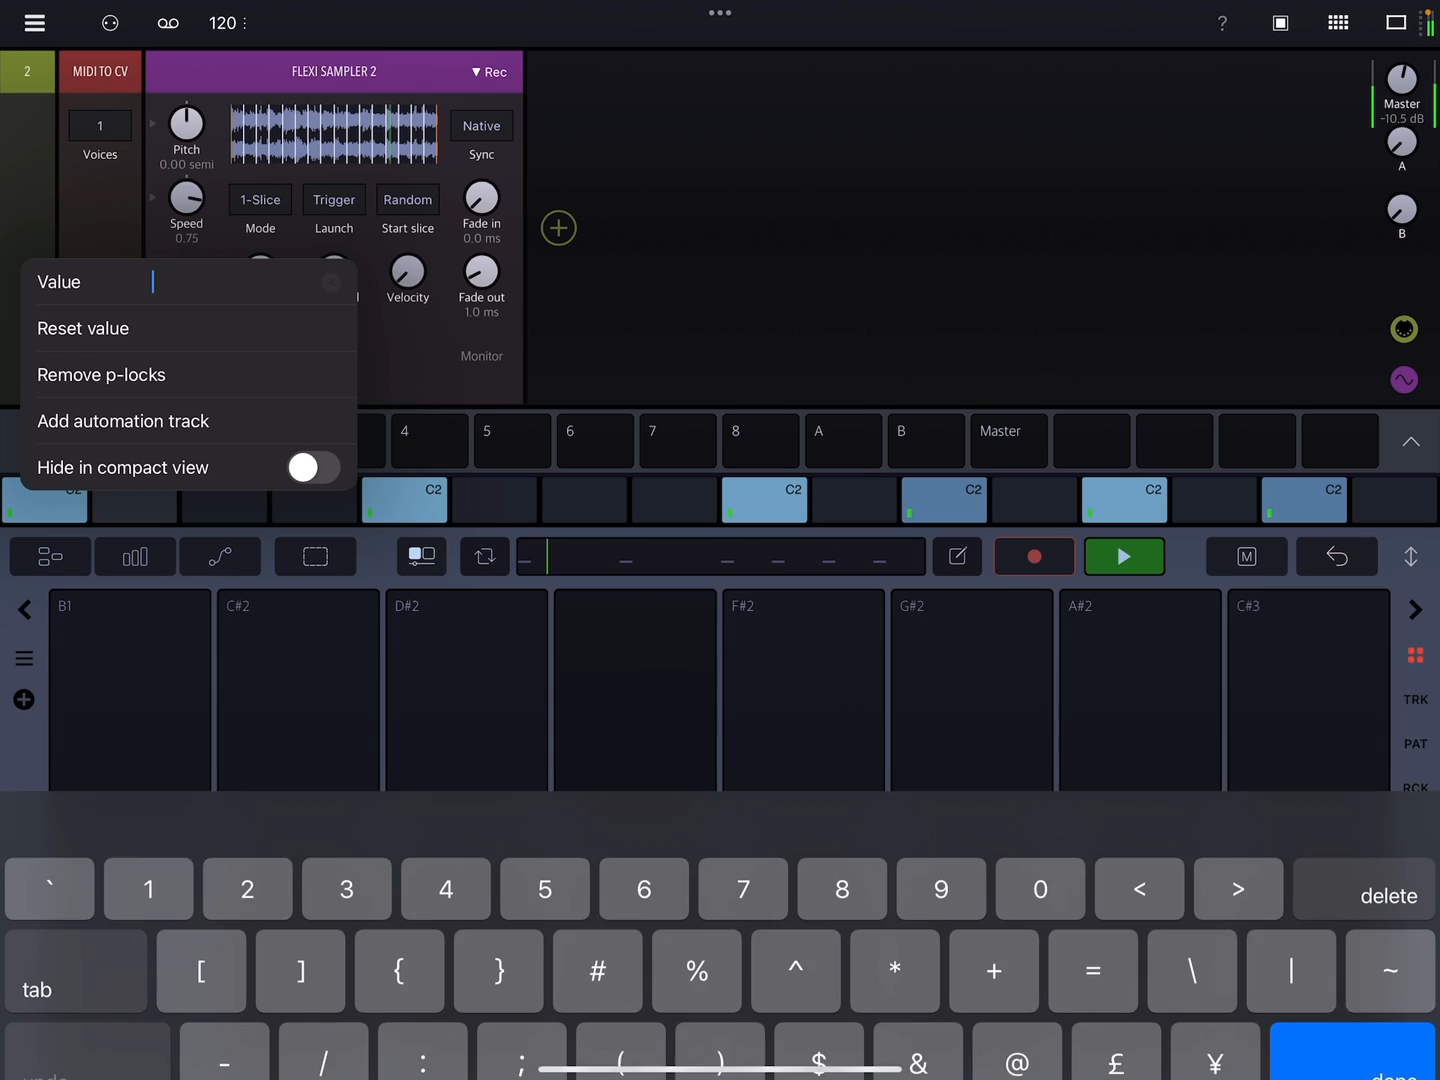 120
?
2
MIDI TO CV
FLEXI SAMPLER 2
▼ Rec
1
Voices
Pitch
0.00 semi
Native
Sync
Master
-10.5 dB
A
Speed
0.75
1-Slice
Mode
Trigger
Launch
Random
Start slice
Fade in
0.0 ms
B
Value
Velocity
Fade out
1.0 ms
Reset value
Monitor
Remove p-locks
Add automation track
Hide in compact view
4
5
6
7
8
A
B
Master
C2
C2
C2
C2
C2
C2
M
B1
C#2
D#2
F#2
G#2
A#2
C#3
TRK
PAT
RCK
` 1 2 3 4 5 6 7 8 9 0 < > delete
tab [ ] { } # % ^ * + = \ | ~
undo - / : ; ( ) $ & @ £ ¥ done